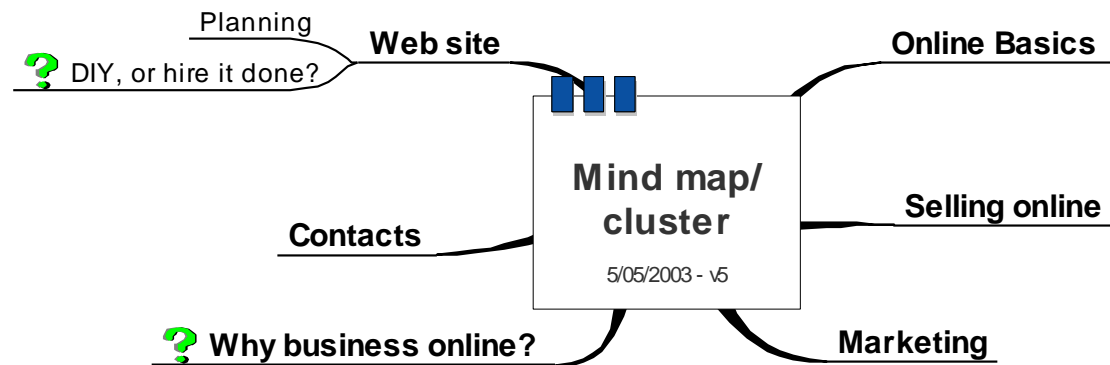 Planning
DIY, or hire it done?
Web site
Online Basics
Mind map/
cluster
5/05/2003 - v5
Contacts
Selling online
Why business online?
Marketing